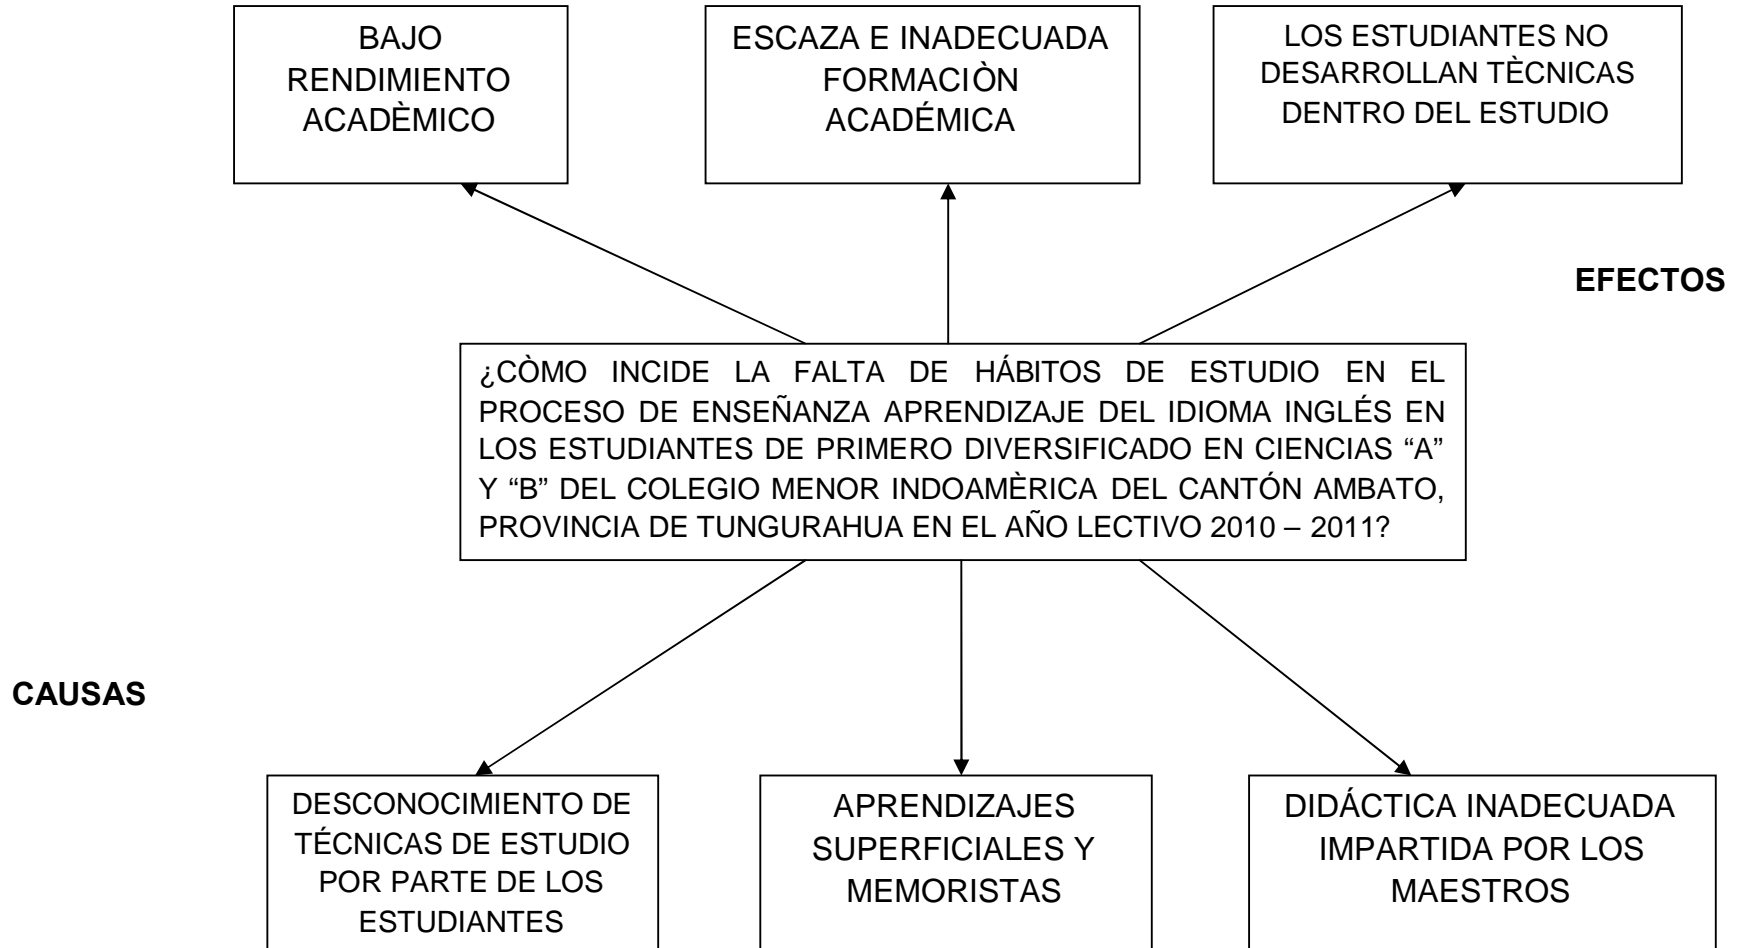 BAJO
RENDIMIENTO
ACADÈMICO
ESCAZA E INADECUADA
FORMACIÒN
ACADÉMICA
LOS ESTUDIANTES NO
DESARROLLAN TÈCNICAS
DENTRO DEL ESTUDIO
EFECTOS
¿CÒMO INCIDE LA FALTA DE HÁBITOS DE ESTUDIO EN EL
PROCESO DE ENSEÑANZA APRENDIZAJE DEL IDIOMA INGLÉS EN
LOS ESTUDIANTES DE PRIMERO DIVERSIFICADO EN CIENCIAS “A”
Y “B” DEL COLEGIO MENOR INDOAMÈRICA DEL CANTÓN AMBATO,
PROVINCIA DE TUNGURAHUA EN EL AÑO LECTIVO 2010 – 2011?
CAUSAS
DESCONOCIMIENTO DE
TÉCNICAS DE ESTUDIO
POR PARTE DE LOS
ESTUDIANTES
APRENDIZAJES
SUPERFICIALES Y
MEMORISTAS
DIDÁCTICA INADECUADA
IMPARTIDA POR LOS
MAESTROS